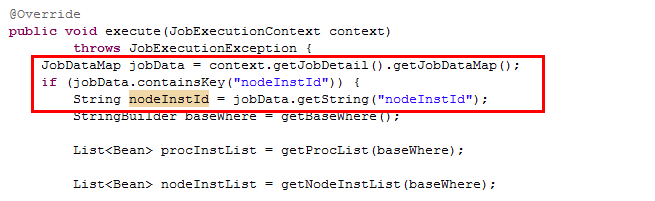 @Override
public void execute(JobExecutionContext context)
throws JobExecutionException {
JobDataMap jobData = context.getJobDetail().getJobDataMap();
if (jobData.containsKey("nodeInstId")) {
String nodeInstId = jobData.getString("nodeInstId");
StringBuilder baseWhere = getBaseWhere();
List<Bean> procInstList = getProcList(baseWhere);
List<Bean> nodeInstList = getNodeInstList(baseWhere);